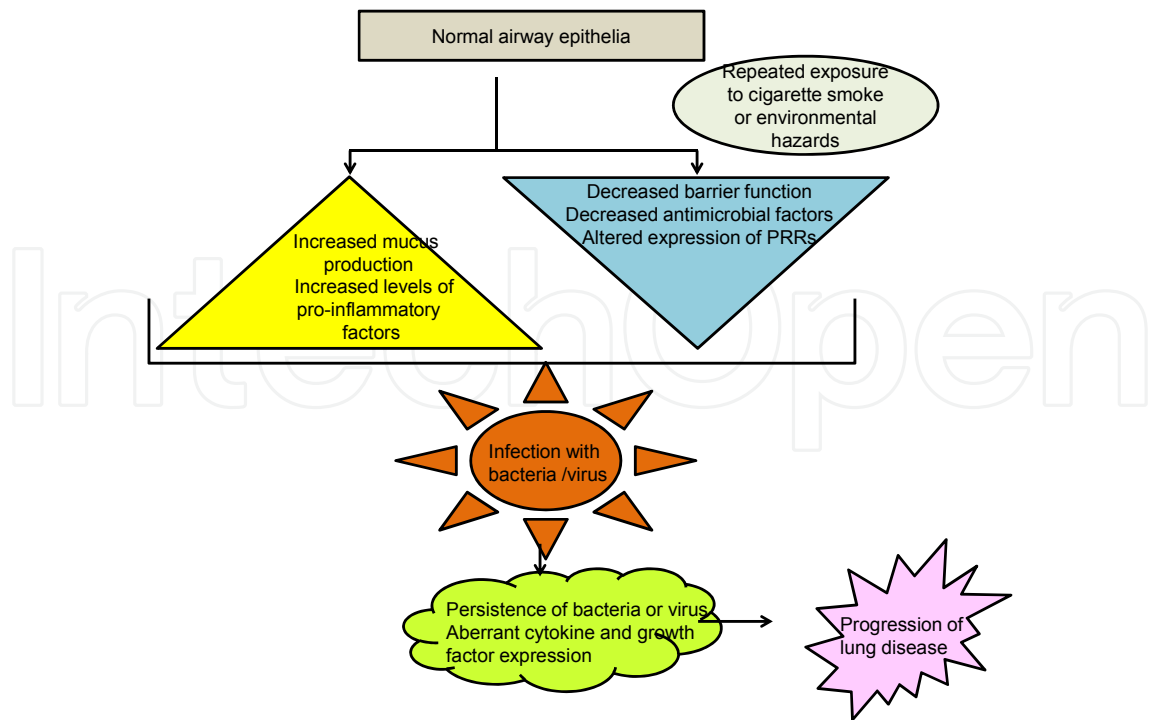 Normal airway epithelia
Repeated exposure
to cigarette smoke
or environmental
hazards
Decreased barrier function
Decreased antimicrobial factors
Altered expression of PRRs
Increased mucus
production
Increased levels of
pro-inflammatory
factors
IntechOpen
Infection with
bacteria /virus
Persistence of bacteria or virus
Aberrant cytokine and growth
factor expression
Progression of
lung disease